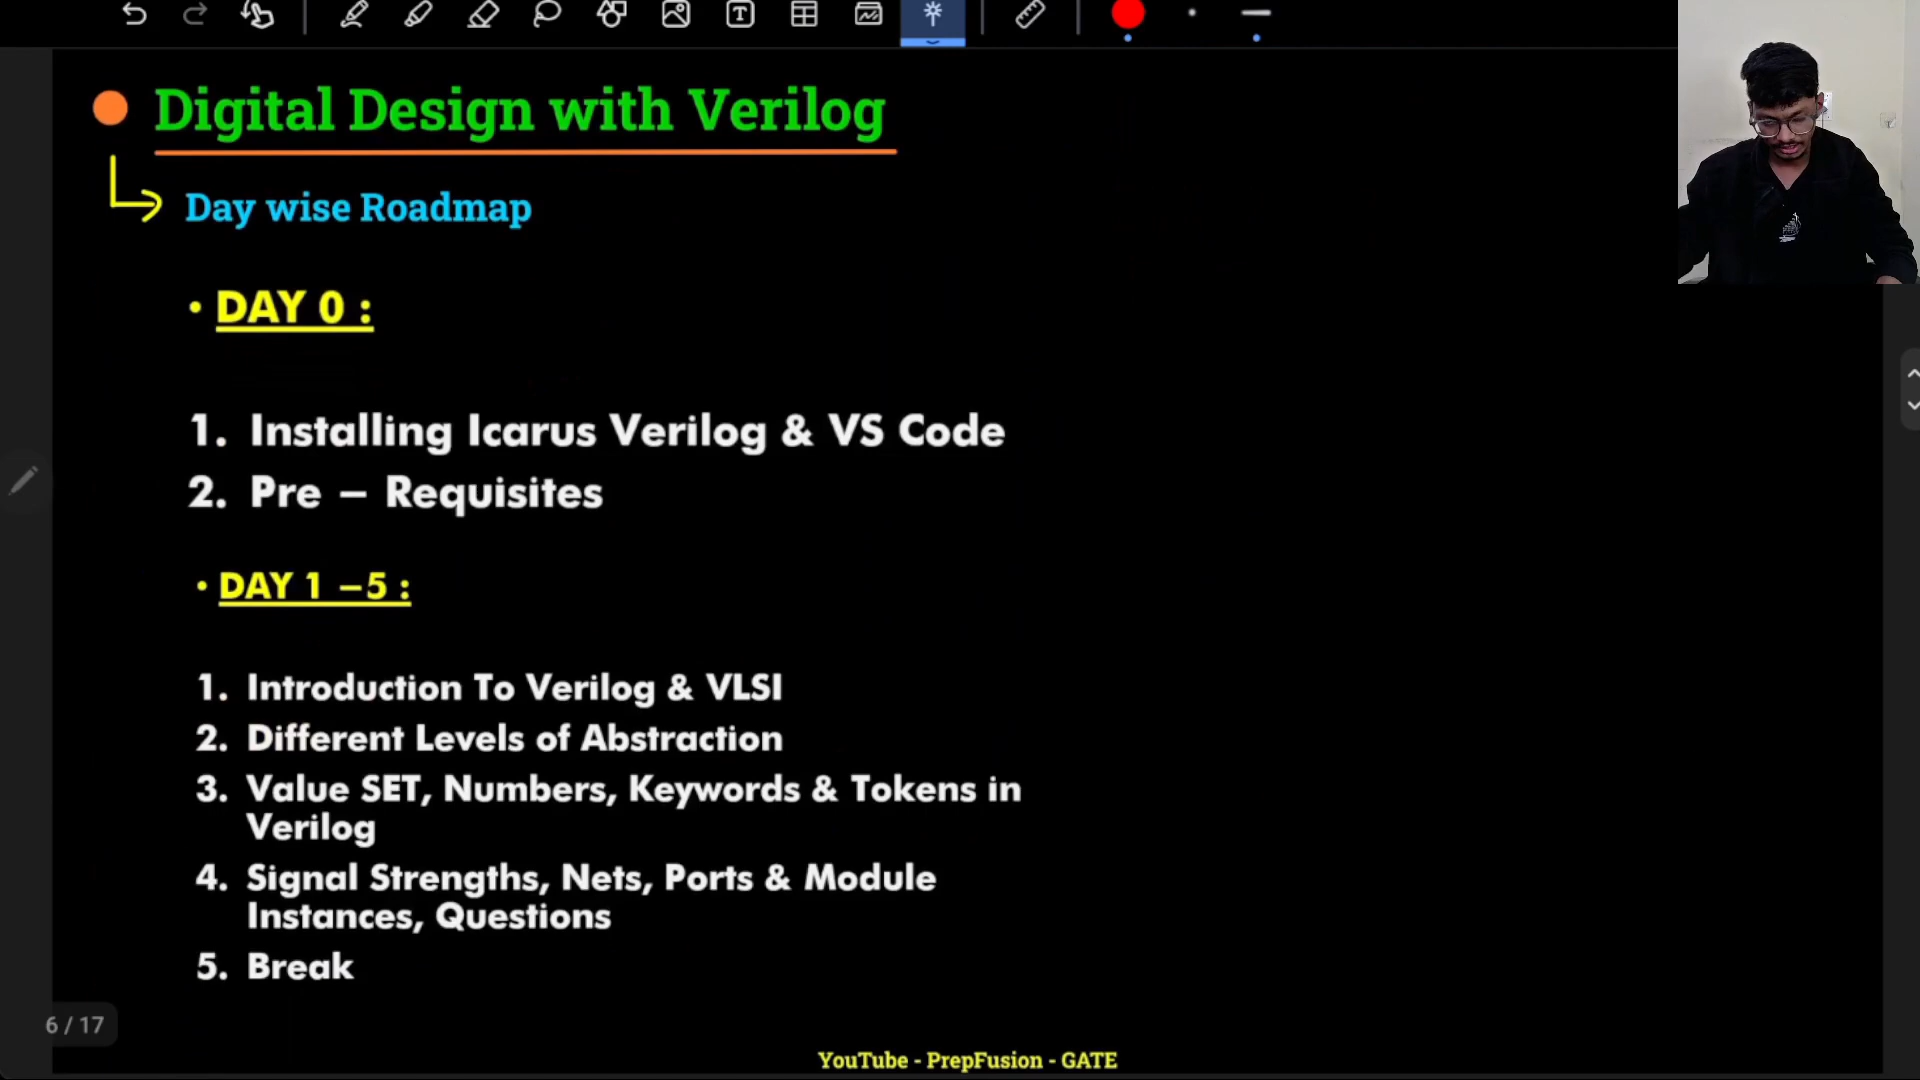 Digital Design with Verilog
Day wise Roadmap
• DAY 0 :
1. Installing Icarus Verilog & VS Code
2. Pre – Requisites
• DAY 1 –5 :
1. Introduction To Verilog & VLSI
2. Different Levels of Abstraction
3. Value SET, Numbers, Keywords & Tokens in
Verilog
4. Signal Strengths, Nets, Ports & Module
Instances, Questions
5. Break
6 / 17
YouTube - PrepFusion - GATE